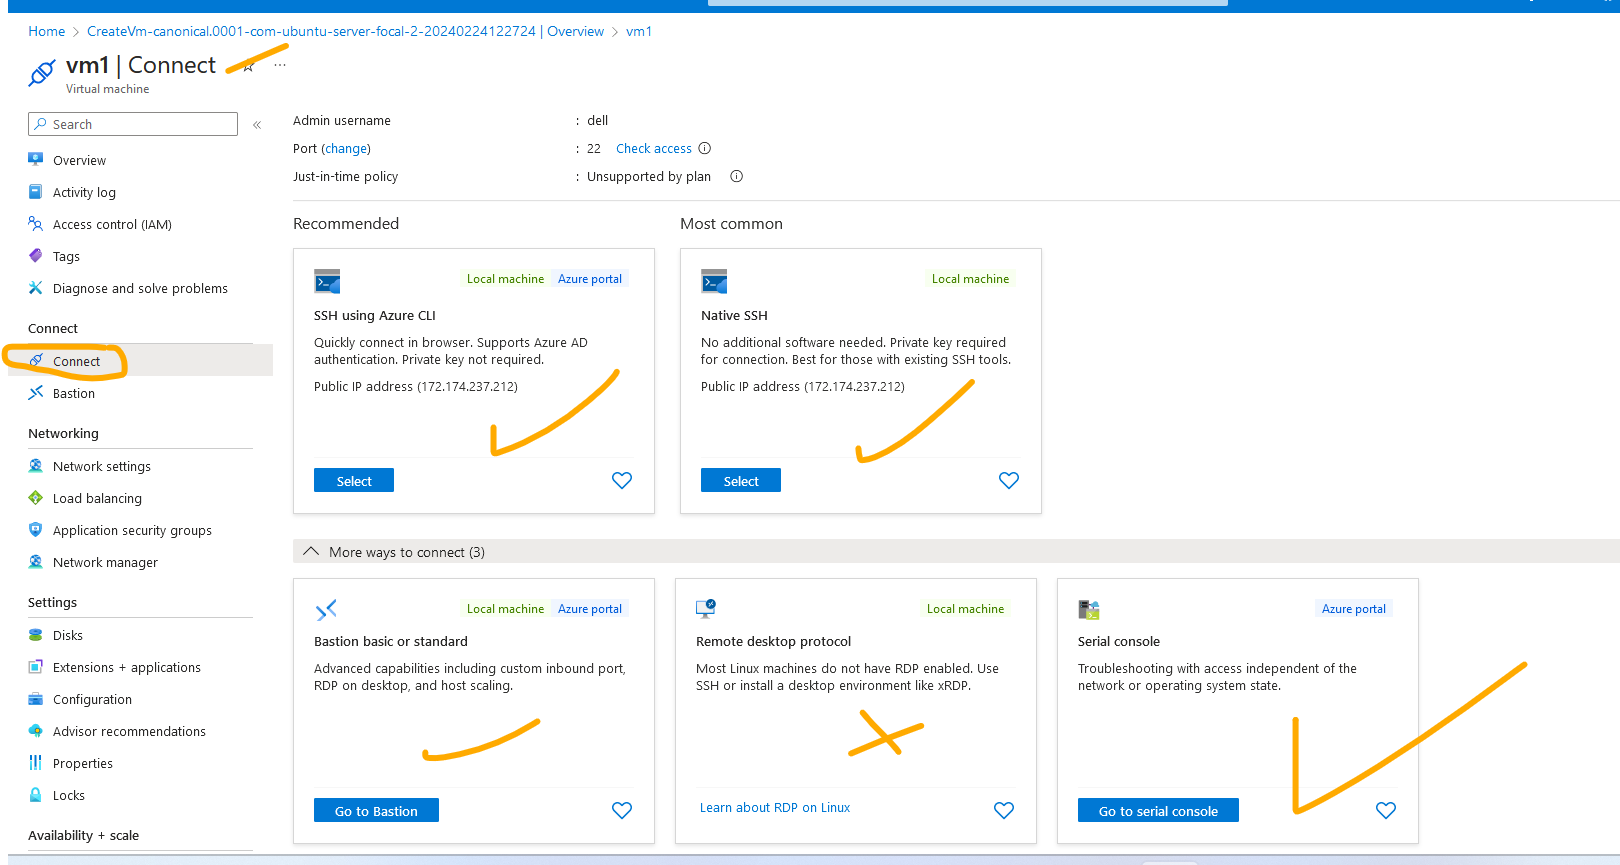 Home > CreateVm-canonical.0001-com-ubuntu-server-focal-2-20240224122724 | Overview > vm1
vm1 | Connect
Virtual machine
Search
Overview
Activity log
Access control (IAM)
Tags
Diagnose and solve problems
Connect
Connect
Bastion
Networking
Network settings
Load balancing
Application security groups
Network manager
Settings
Disks
Extensions + applications
Configuration
Advisor recommendations
Properties
Locks
Availability + scale
Admin username : dell
Port (change) : 22 Check access
Just-in-time policy : Unsupported by plan
Recommended
Local machine Azure portal
SSH using Azure CLI
Quickly connect in browser. Supports Azure AD
authentication. Private key not required.
Public IP address (172.174.237.212)
Select
Most common
Local machine
Native SSH
No additional software needed. Private key required
for connection. Best for those with existing SSH tools.
Public IP address (172.174.237.212)
Select
More ways to connect (3)
Local machine Azure portal
Bastion basic or standard
Advanced capabilities including custom inbound port,
RDP on desktop, and host scaling.
Go to Bastion
Local machine
Remote desktop protocol
Most Linux machines do not have RDP enabled. Use
SSH or install a desktop environment like xRDP.
Learn about RDP on Linux
Azure portal
Serial console
Troubleshooting with access independent of the
network or operating system state.
Go to serial console